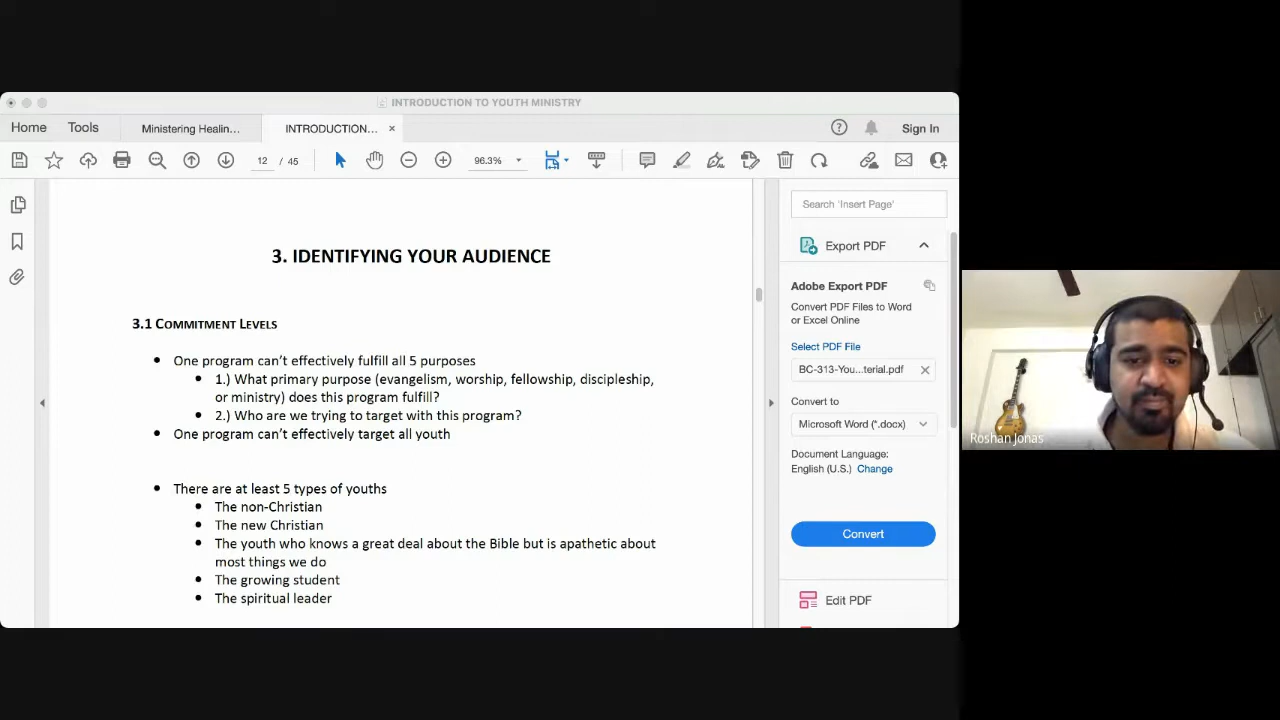 INTRODUCTION TO YOUTH MINISTRY
Home Tools Ministering Healin... INTRODUCTION... × Sign In
12 / 45 96.3%
Search 'Insert Page'
3. IDENTIFYING YOUR AUDIENCE
Export PDF
Adobe Export PDF
Convert PDF Files to Word
or Excel Online
3.1 COMMITMENT LEVELS
Select PDF File
• One program can't effectively fulfill all 5 purposes
BC-313-You...terial.pdf
• 1.) What primary purpose (evangelism, worship, fellowship, discipleship,
or ministry) does this program fulfill?
Convert to
• 2.) Who are we trying to target with this program?
Microsoft Word (*.docx)
• One program can't effectively target all youth
Document Language:
English (U.S.) Change
• There are at least 5 types of youths
• The non-Christian
• The new Christian
Convert
• The youth who knows a great deal about the Bible but is apathetic about
most things we do
• The growing student
• The spiritual leader
Edit PDF
Roshan Jonas